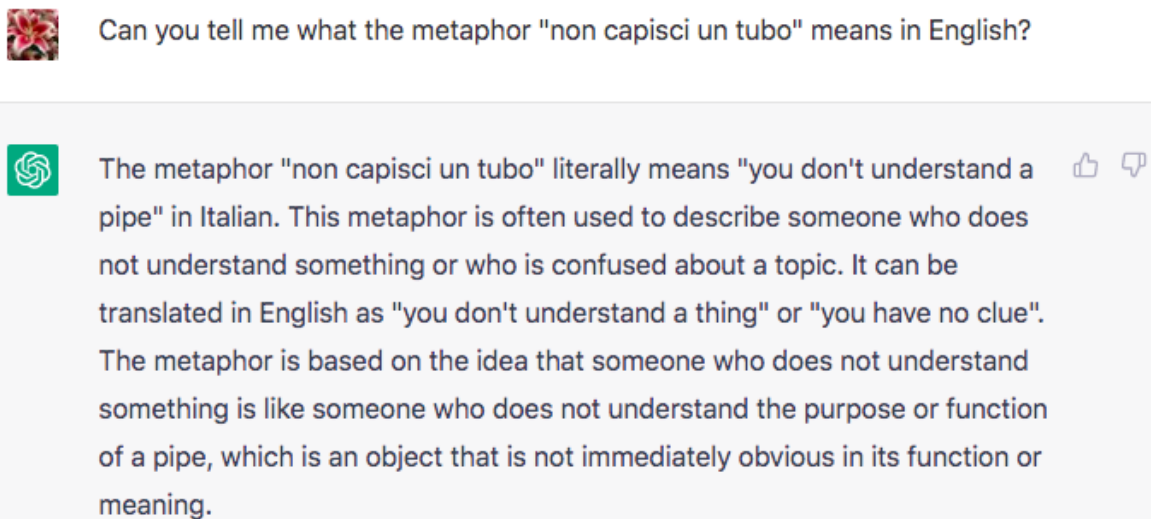 Can you tell me what the metaphor "non capisci un tubo" means in English?
The metaphor "non capisci un tubo" literally means "you don't understand a
pipe" in Italian. This metaphor is often used to describe someone who does
not understand something or who is confused about a topic. It can be
translated in English as "you don't understand a thing" or "you have no clue".
The metaphor is based on the idea that someone who does not understand
something is like someone who does not understand the purpose or function
of a pipe, which is an object that is not immediately obvious in its function or
meaning.